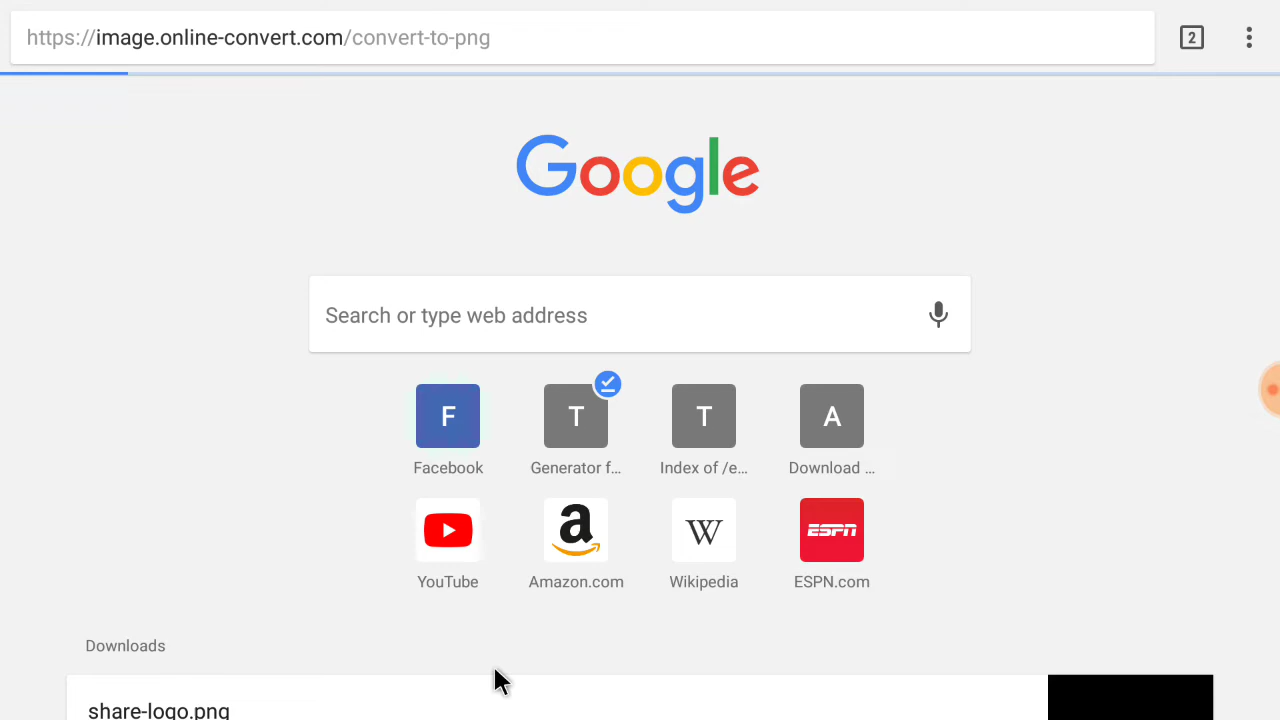 https://image.online-convert.com/convert-to-png
2
Google
Search or type web address
F
T
T
A
Facebook
Generator f...
Index of /e...
Download ...
a
W
ESPN
YouTube
Amazon.com
Wikipedia
ESPN.com
Downloads
share-logo.png